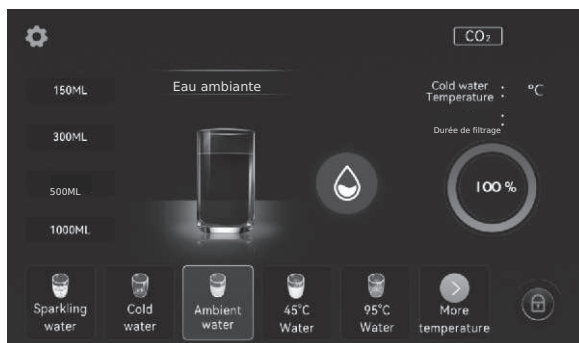 CO₂
150ML
Eau ambiante
Cold water
Temperature : °C
:
300ML
Durée de filtrage
500ML
100 %
1000ML
Sparkling
water
Cold
water
Ambient
water
45°C
Water
95°C
Water
More
temperature